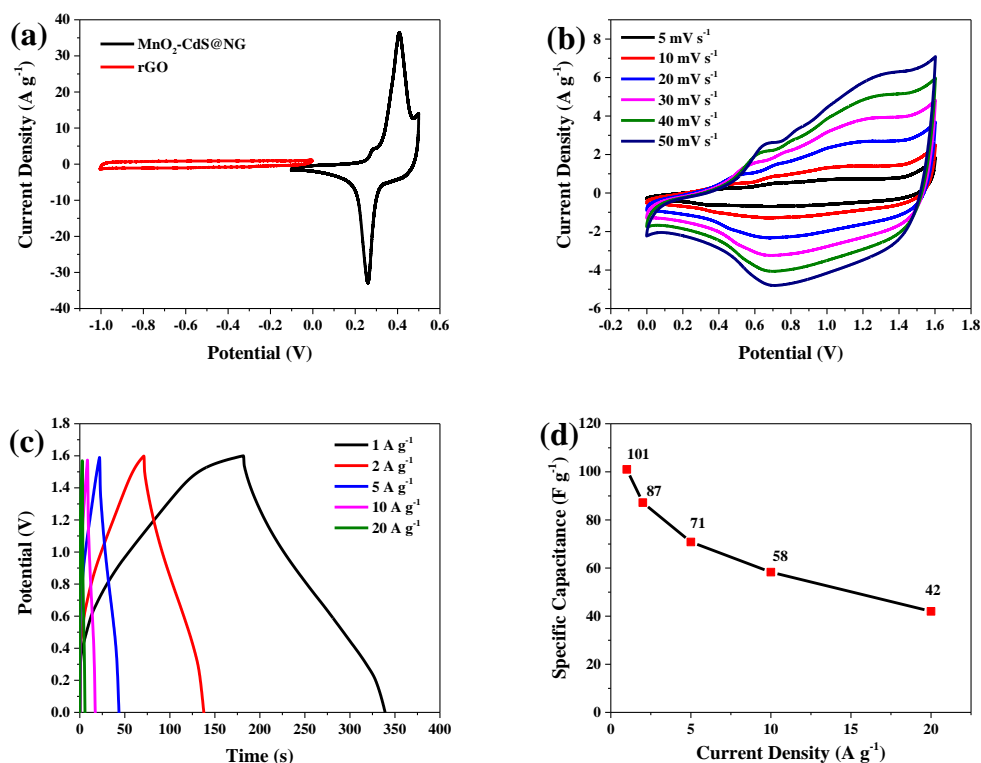 (a)
MnO₂-CdS@NG
rGO
Current Density (A g⁻¹)
40
30
20
10
0
-10
-20
-30
-40
-1.0 -0.8 -0.6 -0.4 -0.2 0.0 0.2 0.4 0.6
Potential (V)
(b)
5 mV s⁻¹
10 mV s⁻¹
20 mV s⁻¹
30 mV s⁻¹
40 mV s⁻¹
50 mV s⁻¹
Current Density (A g⁻¹)
8
6
4
2
0
-2
-4
-6
-0.2 0.0 0.2 0.4 0.6 0.8 1.0 1.2 1.4 1.6 1.8
Potential (V)
(c)
1 A g⁻¹
2 A g⁻¹
5 A g⁻¹
10 A g⁻¹
20 A g⁻¹
Potential (V)
1.8
1.6
1.4
1.2
1.0
0.8
0.6
0.4
0.2
0.0
0 50 100 150 200 250 300 350 400
Time (s)
(d)
Specific Capacitance (F g⁻¹)
120
100
80
60
40
20
0
101
87
71
58
42
0 5 10 15 20
Current Density (A g⁻¹)